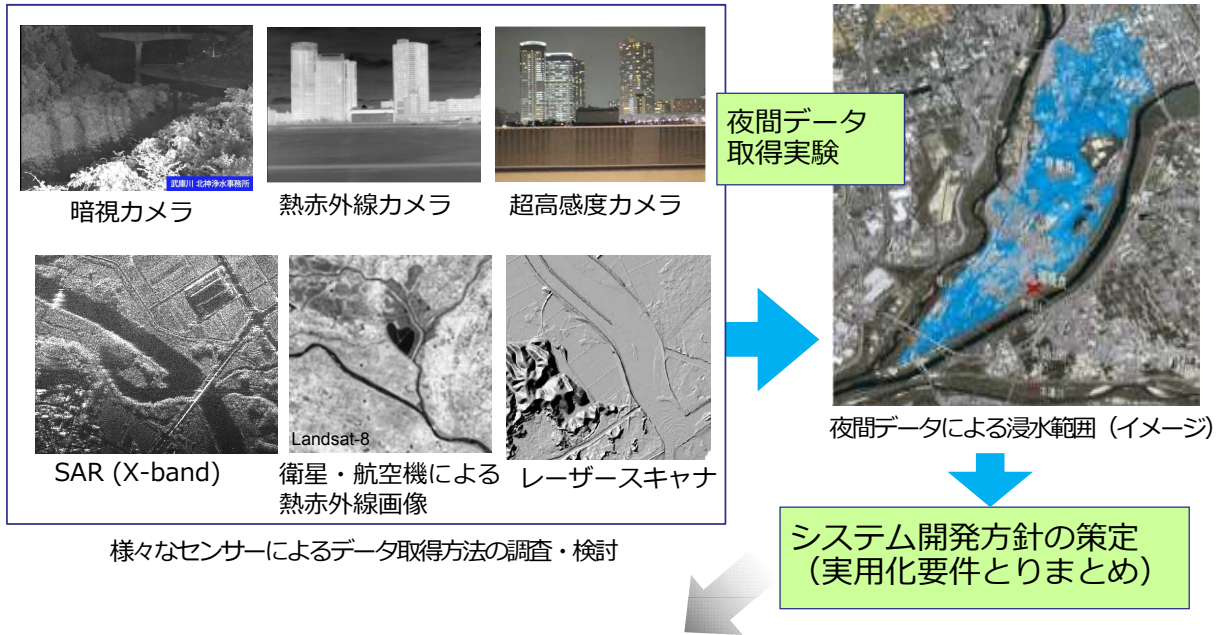 武庫川 北神浄水事務所
暗視カメラ
熱赤外線カメラ
超高感度カメラ
夜間データ
取得実験
Landsat-8
SAR (X-band)
衛星・航空機による
熱赤外線画像
レーザースキャナ
様々なセンサーによるデータ取得方法の調査・検討
夜間データによる浸水範囲（イメージ）
システム開発方針の策定
（実用化要件とりまとめ）